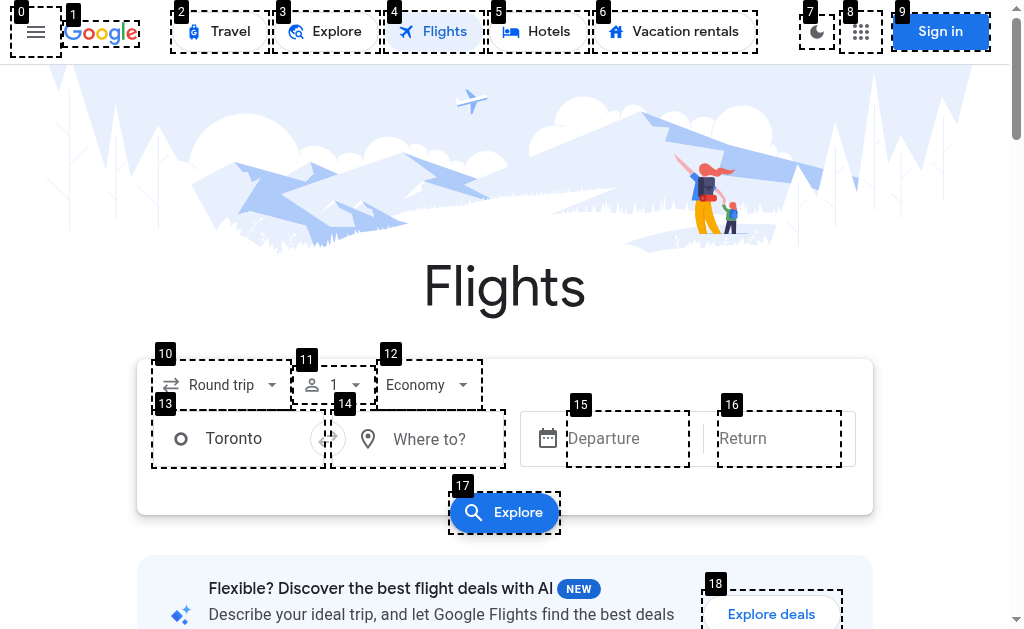 0 1 2 3 4 5 6 7 8 9
Google Travel Explore Flights Hotels Vacation rentals Sign in
Flights
10 11 12
Round trip 1 Economy
13 14 15 16
Toronto Where to? Departure Return
17
Explore
Flexible? Discover the best flight deals with AI NEW
18
Describe your ideal trip, and let Google Flights find the best deals
Explore deals